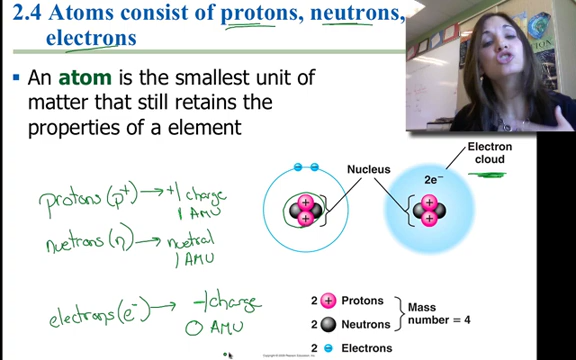 2.4 Atoms consist of protons, neutrons,
electrons
An atom is the smallest unit of
matter that still retains the
properties of a element
protons (p+) → +1 charge
1 AMU
nuetrons (n) → nuetral
1 AMU
electrons (e-) → -1 charge
0 AMU
Nucleus
Electron
cloud
2e-
+
+
+
+
2 + Protons
2 Neutrons
2 - Electrons
Mass
number = 4